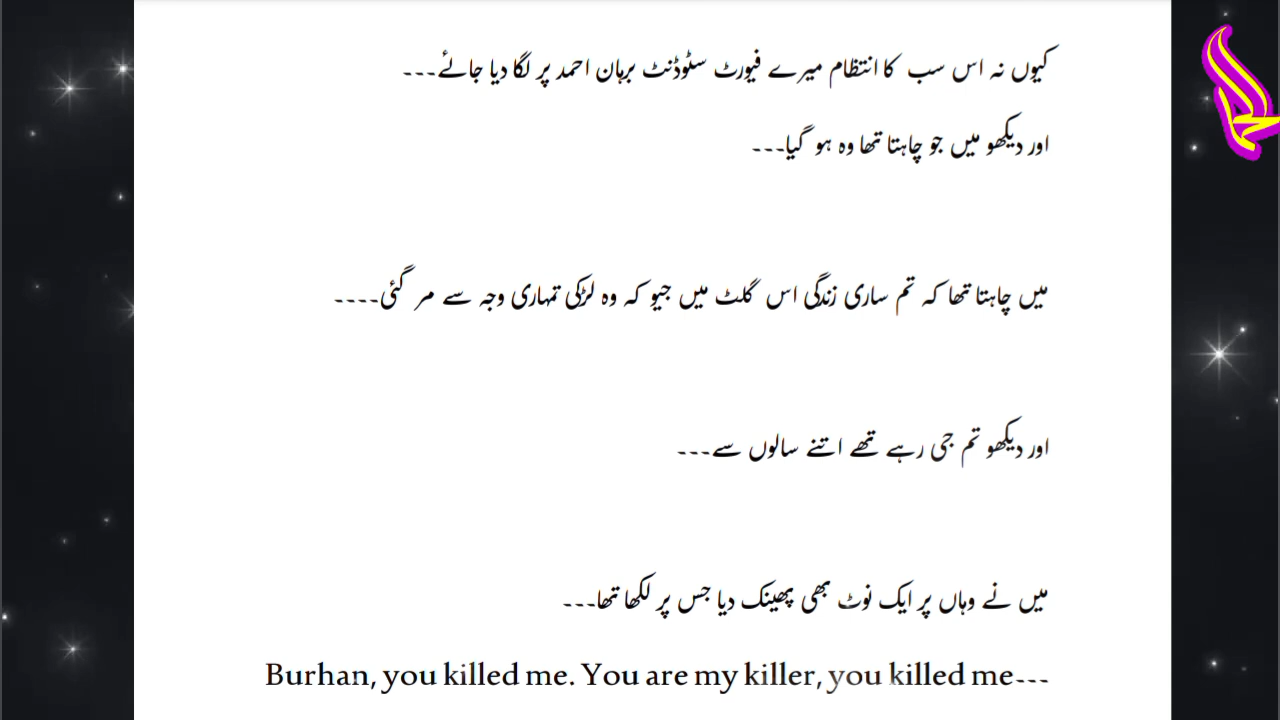 کیوں نہ اس سب کا انتظام میرے فیورٹ سٹوڈنٹ برہان احمد پر لگا دیا جائے---
اور دیکھو میں جو چاہتا تھا وہ ہو گیا---
میں چاہتا تھا کہ تم ساری زندگی اس گلٹ میں جیو کہ وہ لڑکی تمہاری وجہ سے مر گئی----
اور دیکھو تم جی رہے تھے اتنے سالوں سے---
میں نے وہاں پر ایک نوٹ بھی پھینک دیا جس پر لکھا تھا---
Burhan, you killed me. You are my killer, you killed me---